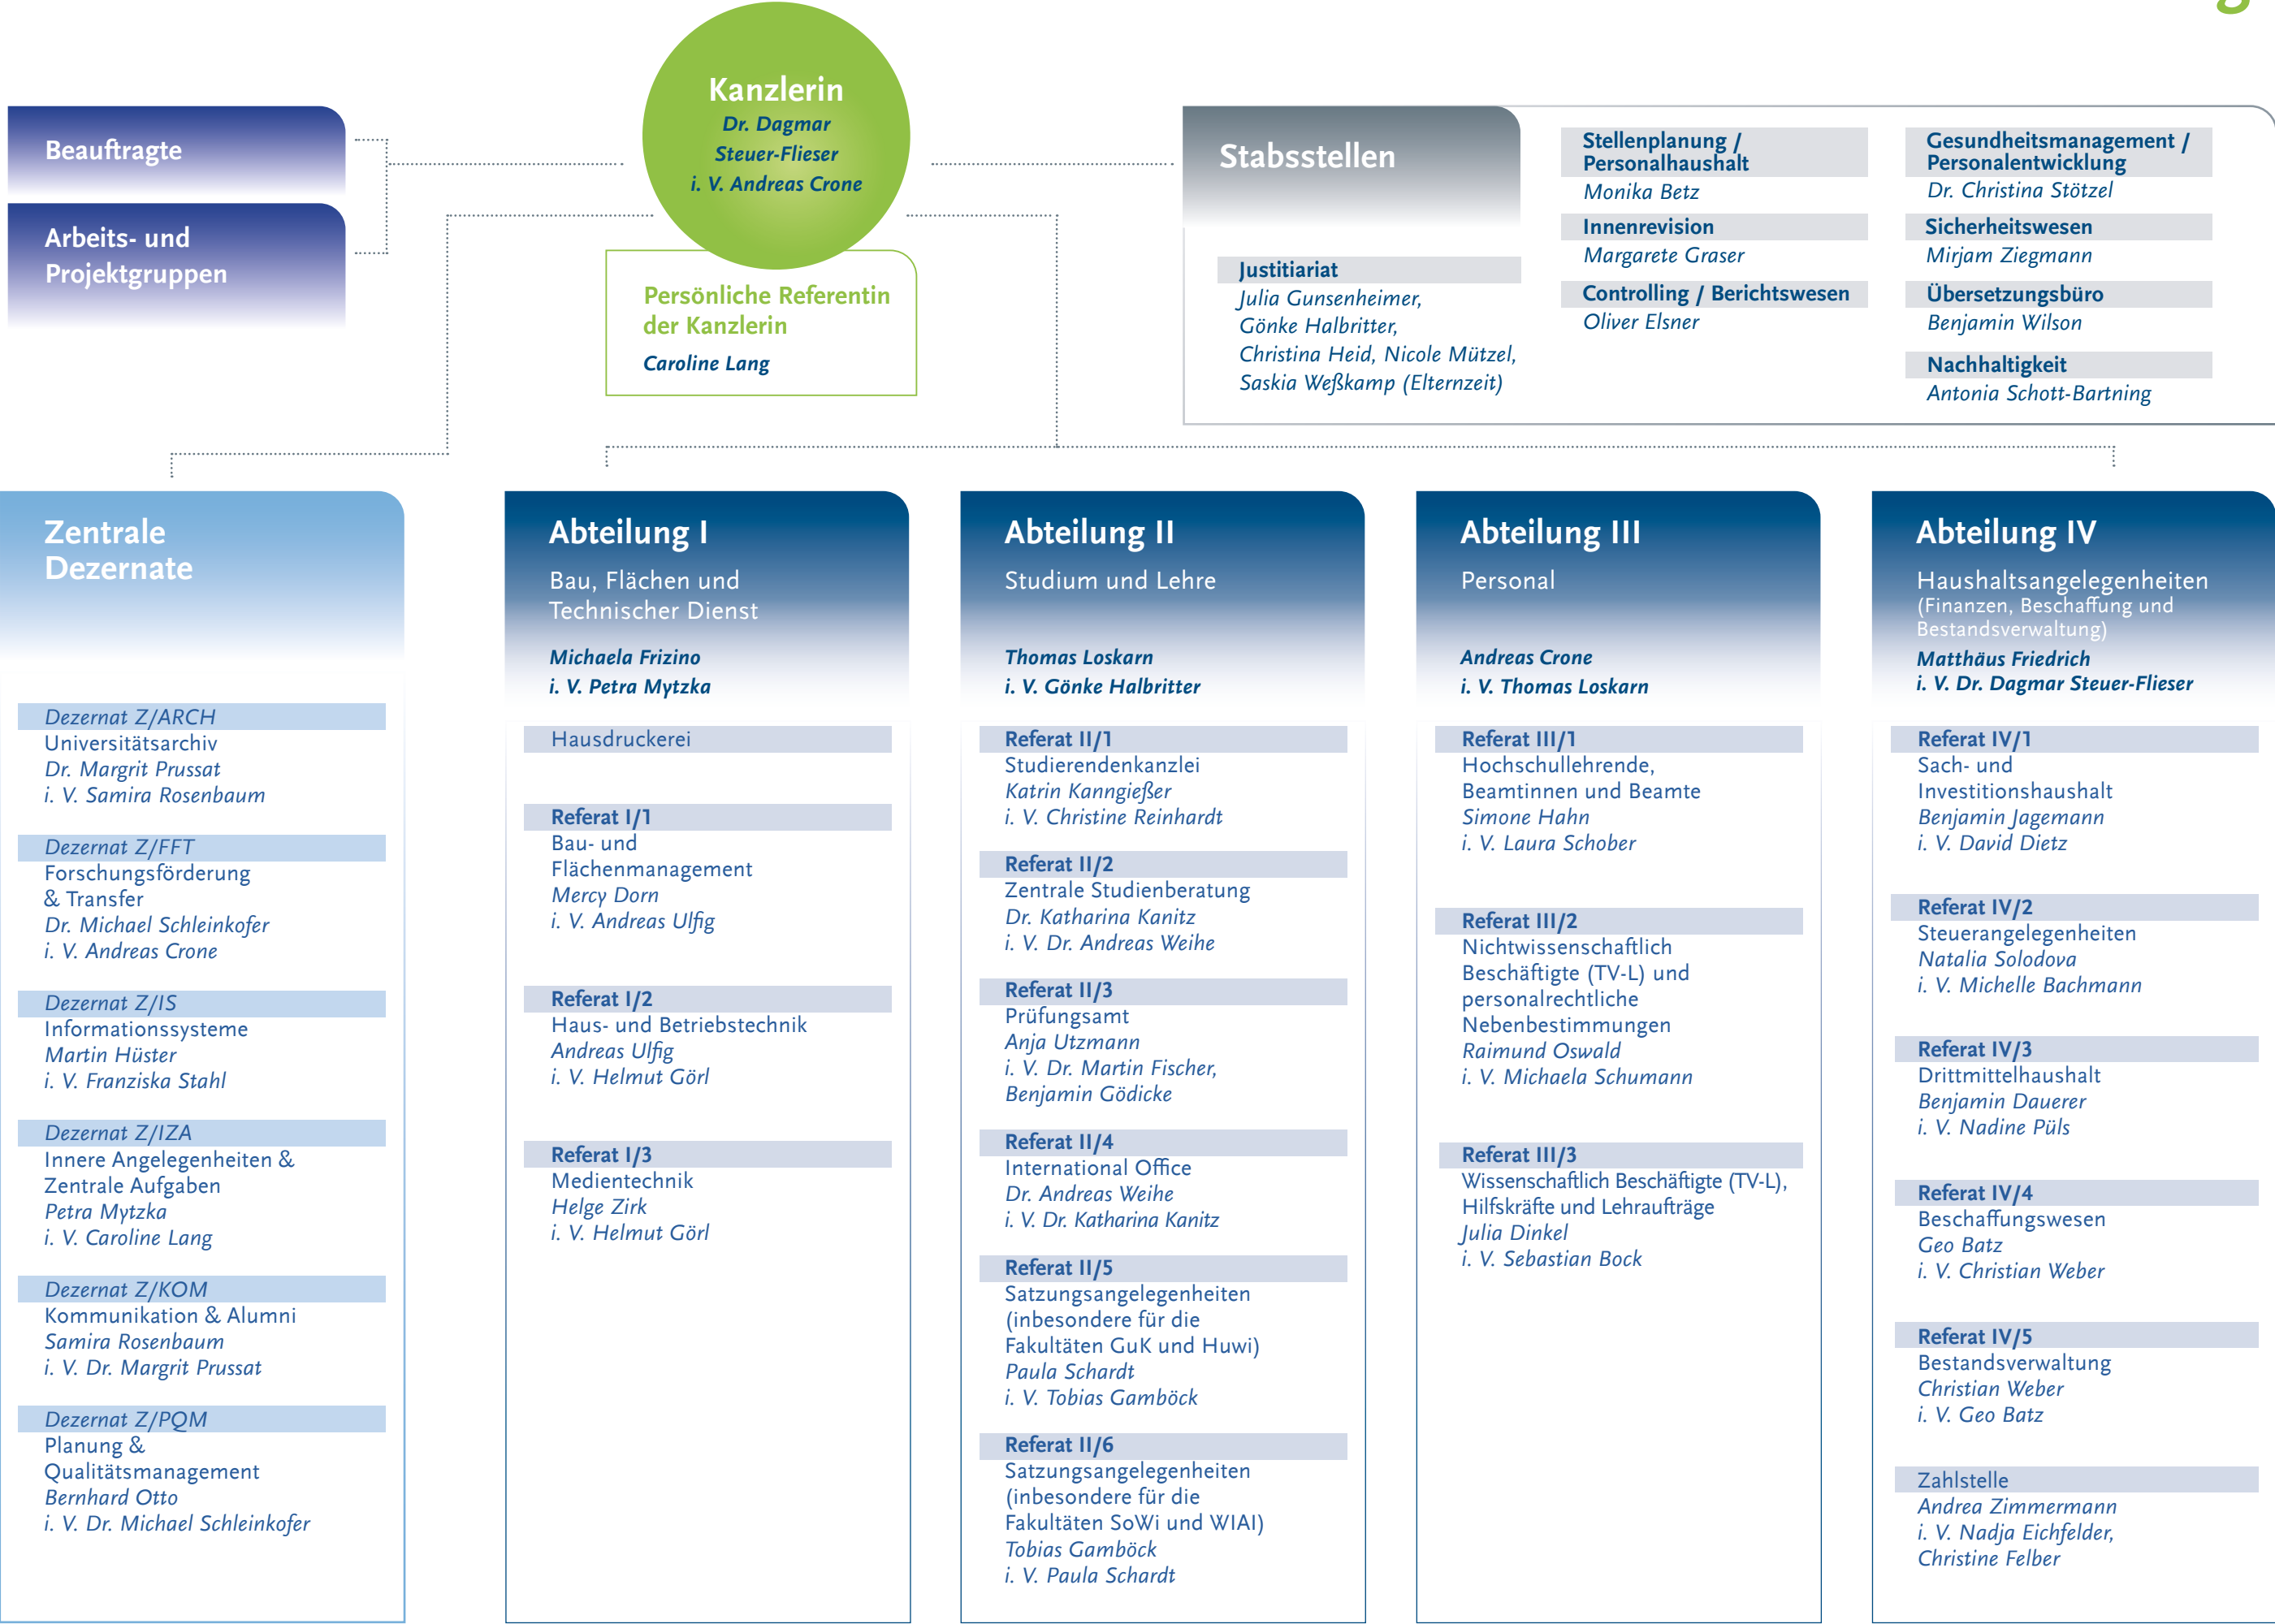 Kanzlerin
Dr. Dagmar
Steuer-Flieser
i. V. Andreas Crone
Beauftragte
Arbeits- und
Projektgruppen
Persönliche Referentin
der Kanzlerin
Caroline Lang
Stabsstellen
Justitiariat
Julia Gunsenheimer,
Gönke Halbritter,
Christina Heid, Nicole Mützel,
Saskia Weßkamp (Elternzeit)
Stellenplanung /
Personalhaushalt
Monika Betz
Innenrevision
Margarete Graser
Controlling / Berichtswesen
Oliver Elsner
Gesundheitsmanagement /
Personalentwicklung
Dr. Christina Stötzel
Sicherheitswesen
Mirjam Ziegmann
Übersetzungsbüro
Benjamin Wilson
Nachhaltigkeit
Antonia Schott-Bartning
Zentrale
Dezernate
Dezernat Z/ARCH
Universitätsarchiv
Dr. Margrit Prussat
i. V. Samira Rosenbaum
Dezernat Z/FFT
Forschungsförderung
& Transfer
Dr. Michael Schleinkofer
i. V. Andreas Crone
Dezernat Z/IS
Informationssysteme
Martin Hüster
i. V. Franziska Stahl
Dezernat Z/IZA
Innere Angelegenheiten &
Zentrale Aufgaben
Petra Mytzka
i. V. Caroline Lang
Dezernat Z/KOM
Kommunikation & Alumni
Samira Rosenbaum
i. V. Dr. Margrit Prussat
Dezernat Z/PQM
Planung &
Qualitätsmanagement
Bernhard Otto
i. V. Dr. Michael Schleinkofer
Abteilung I
Bau, Flächen und
Technischer Dienst
Michaela Frizino
i. V. Petra Mytzka
Hausdruckerei
Referat I/1
Bau- und
Flächenmanagement
Mercy Dorn
i. V. Andreas Ulfig
Referat I/2
Haus- und Betriebstechnik
Andreas Ulfig
i. V. Helmut Görl
Referat I/3
Medientechnik
Helge Zirk
i. V. Helmut Görl
Abteilung II
Studium und Lehre
Thomas Loskarn
i. V. Gönke Halbritter
Referat II/1
Studierendenkanzlei
Katrin Kanngießer
i. V. Christine Reinhardt
Referat II/2
Zentrale Studienberatung
Dr. Katharina Kanitz
i. V. Dr. Andreas Weihe
Referat II/3
Prüfungsamt
Anja Utzmann
i. V. Dr. Martin Fischer,
Benjamin Gödicke
Referat II/4
International Office
Dr. Andreas Weihe
i. V. Dr. Katharina Kanitz
Referat II/5
Satzungsangelegenheiten
(inbesondere für die
Fakultäten GuK und Huwi)
Paula Schardt
i. V. Tobias Gamböck
Referat II/6
Satzungsangelegenheiten
(inbesondere für die
Fakultäten SoWi und WIAI)
Tobias Gamböck
i. V. Paula Schardt
Abteilung III
Personal
Andreas Crone
i. V. Thomas Loskarn
Referat III/1
Hochschullehrende,
Beamtinnen und Beamte
Simone Hahn
i. V. Laura Schober
Referat III/2
Nichtwissenschaftlich
Beschäftigte (TV-L) und
personalrechtliche
Nebenbestimmungen
Raimund Oswald
i. V. Michaela Schumann
Referat III/3
Wissenschaftlich Beschäftigte (TV-L),
Hilfskräfte und Lehraufträge
Julia Dinkel
i. V. Sebastian Bock
Abteilung IV
Haushaltsangelegenheiten
(Finanzen, Beschaffung und
Bestandsverwaltung)
Matthäus Friedrich
i. V. Dr. Dagmar Steuer-Flieser
Referat IV/1
Sach- und
Investitionshaushalt
Benjamin Jagemann
i. V. David Dietz
Referat IV/2
Steuerangelegenheiten
Natalia Solodova
i. V. Michelle Bachmann
Referat IV/3
Drittmittelhaushalt
Benjamin Dauerer
i. V. Nadine Püls
Referat IV/4
Beschaffungswesen
Geo Batz
i. V. Christian Weber
Referat IV/5
Bestandsverwaltung
Christian Weber
i. V. Geo Batz
Zahlstelle
Andrea Zimmermann
i. V. Nadja Eichfelder,
Christine Felber